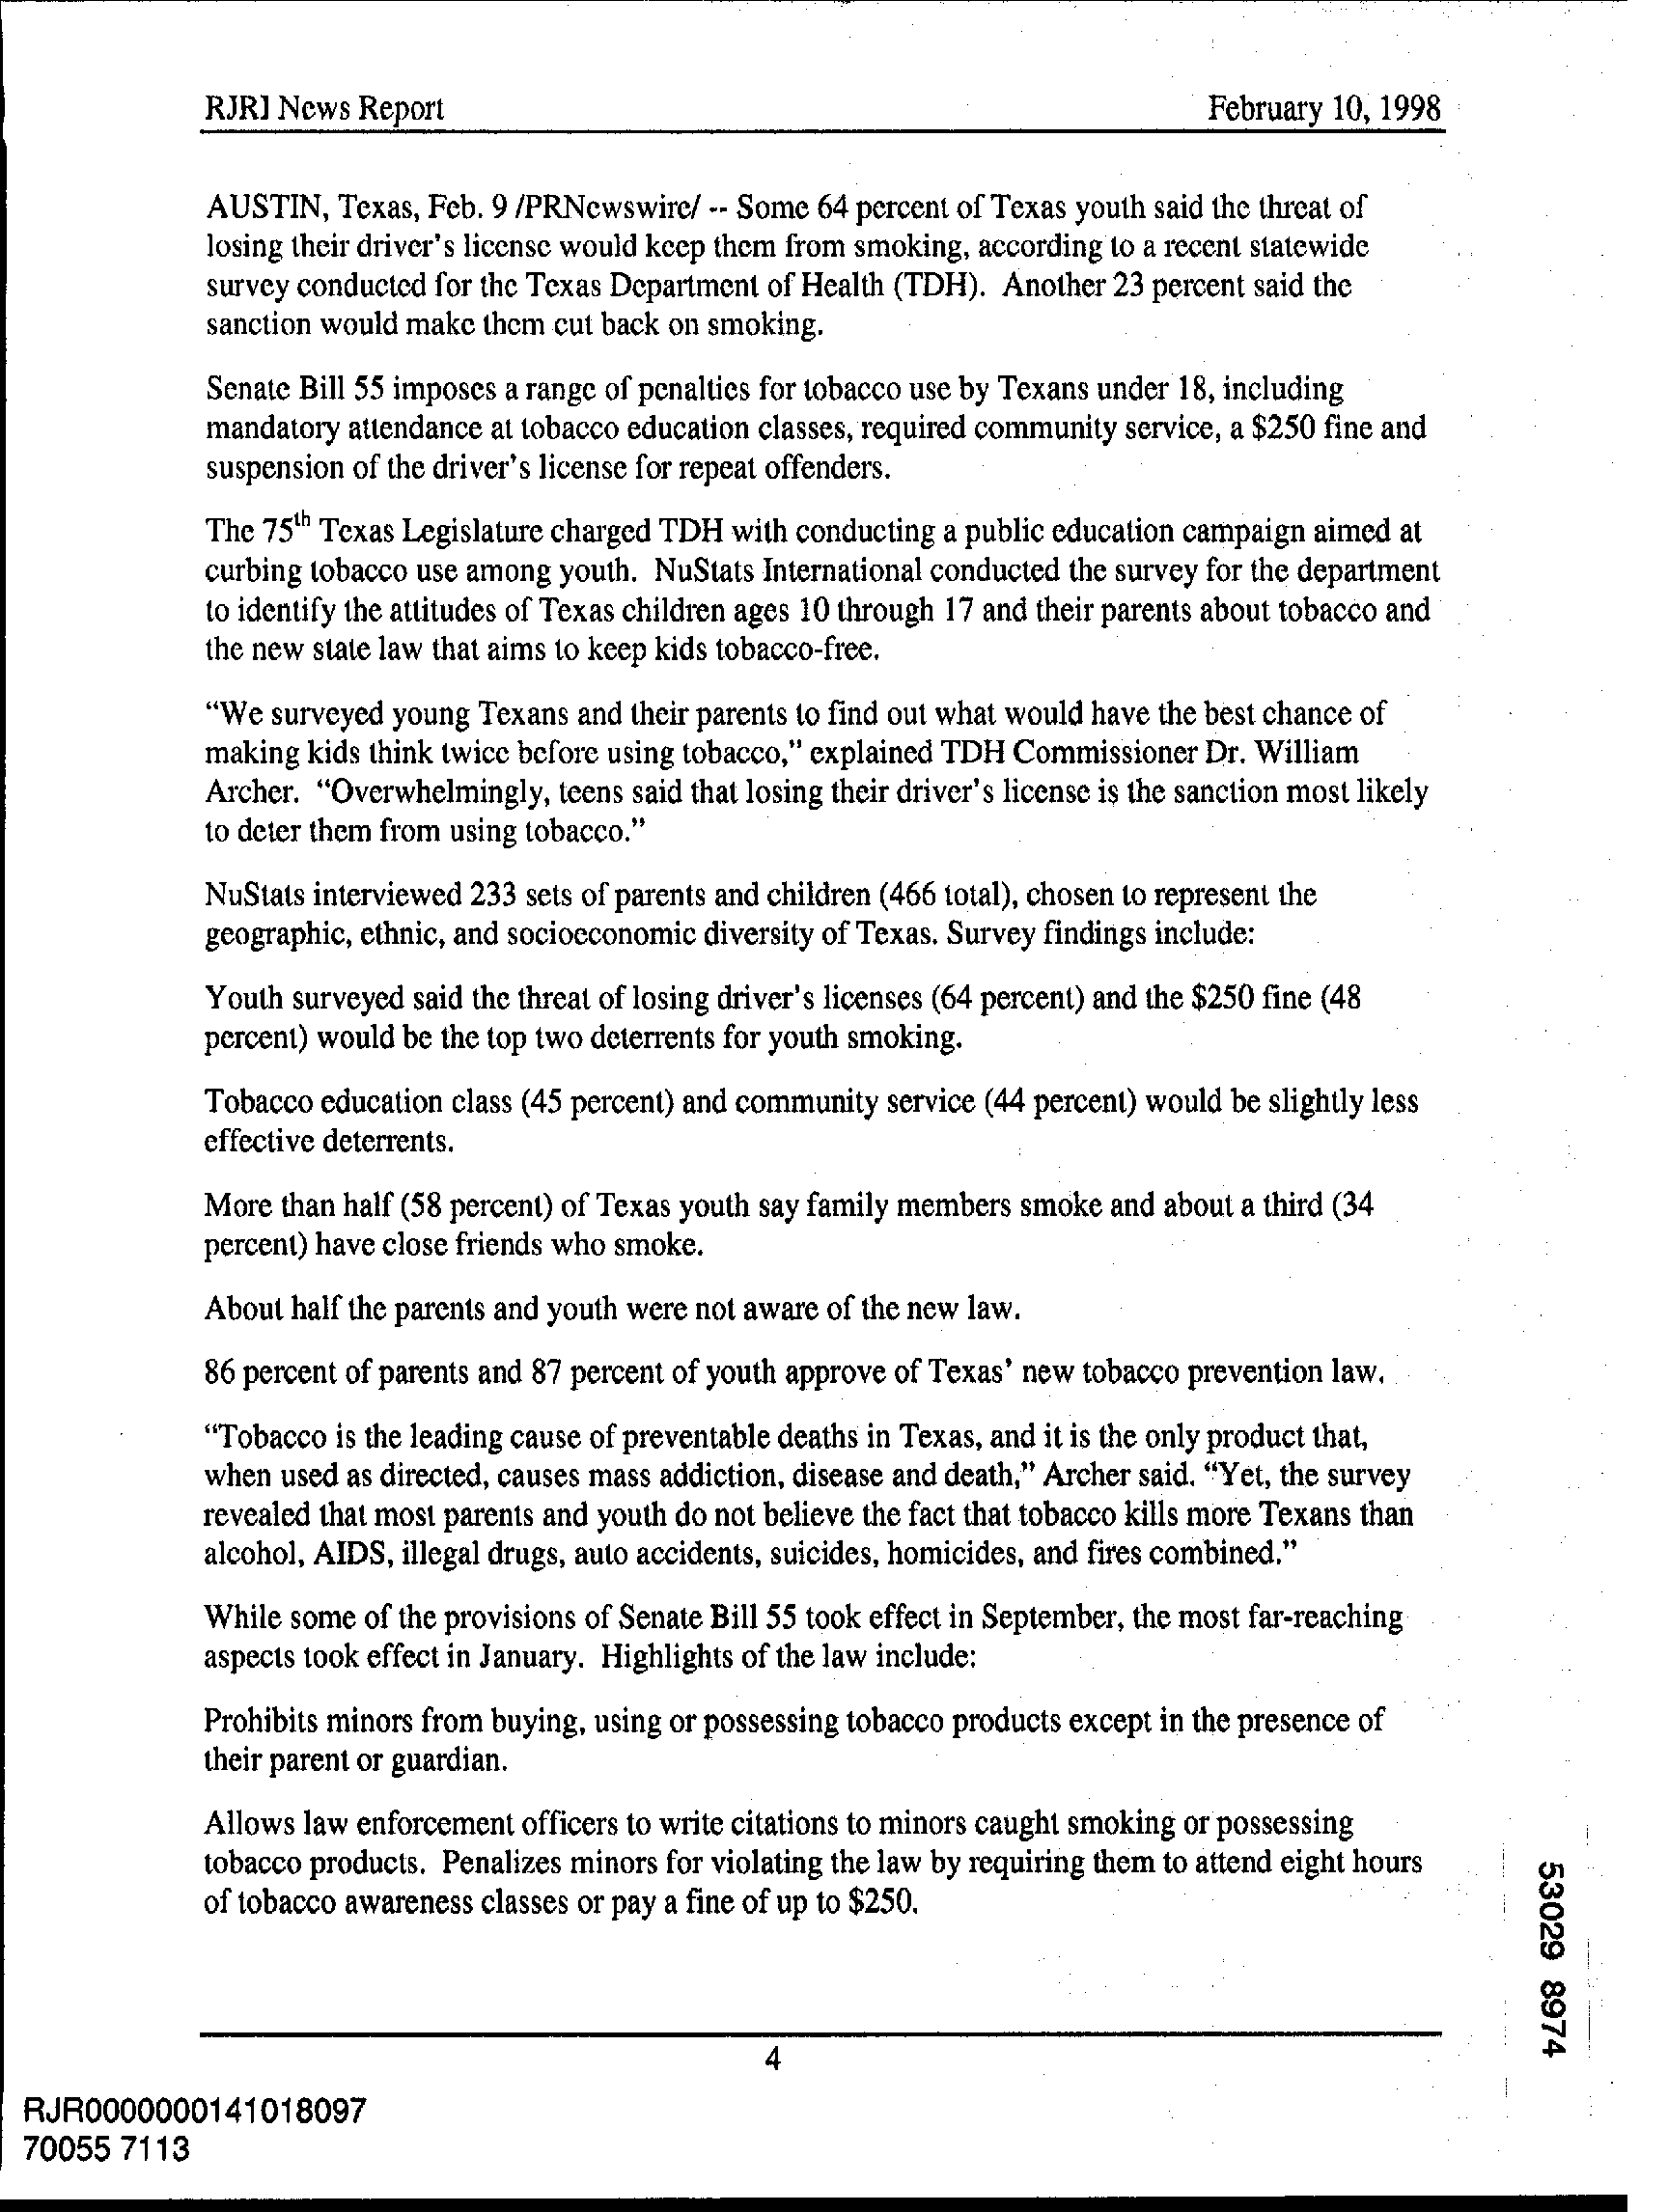 RJRI News Report February 10, 1998
AUSTIN, Texas, Feb. 9 /PRNewswire/ -- Some 64 percent of Texas youth said the threat of
losing their driver's license would keep them from smoking, according to a recent statewide
survey conducted for the Texas Department of Health (TDH). Another 23 percent said the
sanction would make them cut back on smoking.
Senate Bill 55 imposes a range of penalties for tobacco use by Texans under 18, including
mandatory attendance at tobacco education classes, required community service, a $250 fine and
suspension of the driver's license for repeat offenders.
The 75th Texas Legislature charged TDH with conducting a public education campaign aimed at
curbing tobacco use among youth. NuStats International conducted the survey for the department
to identify the attitudes of Texas children ages 10 through 17 and their parents about tobacco and
the new state law that aims to keep kids tobacco-free.
“We surveyed young Texans and their parents to find out what would have the best chance of
making kids think twice before using tobacco,” explained TDH Commissioner Dr. William
Archer. “Overwhelmingly, teens said that losing their driver's license is the sanction most likely
to deter them from using tobacco.”
NuStats interviewed 233 sets of parents and children (466 total), chosen to represent the
geographic, ethnic, and socioeconomic diversity of Texas. Survey findings include:
Youth surveyed said the threat of losing driver's licenses (64 percent) and the $250 fine (48
percent) would be the top two deterrents for youth smoking.
Tobacco education class (45 percent) and community service (44 percent) would be slightly less
effective deterrents.
More than half (58 percent) of Texas youth say family members smoke and about a third (34
percent) have close friends who smoke.
About half the parents and youth were not aware of the new law.
86 percent of parents and 87 percent of youth approve of Texas’ new tobacco prevention law.
“Tobacco is the leading cause of preventable deaths in Texas, and it is the only product that,
when used as directed, causes mass addiction, disease and death,” Archer said. “Yet, the survey
revealed that most parents and youth do not believe the fact that tobacco kills more Texans than
alcohol, AIDS, illegal drugs, auto accidents, suicides, homicides, and fires combined.”
While some of the provisions of Senate Bill 55 took effect in September, the most far-reaching
aspects took effect in January. Highlights of the law include:
Prohibits minors from buying, using or possessing tobacco products except in the presence of
their parent or guardian.
Allows law enforcement officers to write citations to minors caught smoking or possessing
tobacco products. Penalizes minors for violating the law by requiring them to attend eight hours
of tobacco awareness classes or pay a fine of up to $250.
53029 8974
4
RJR0000000141018097
70055 7113